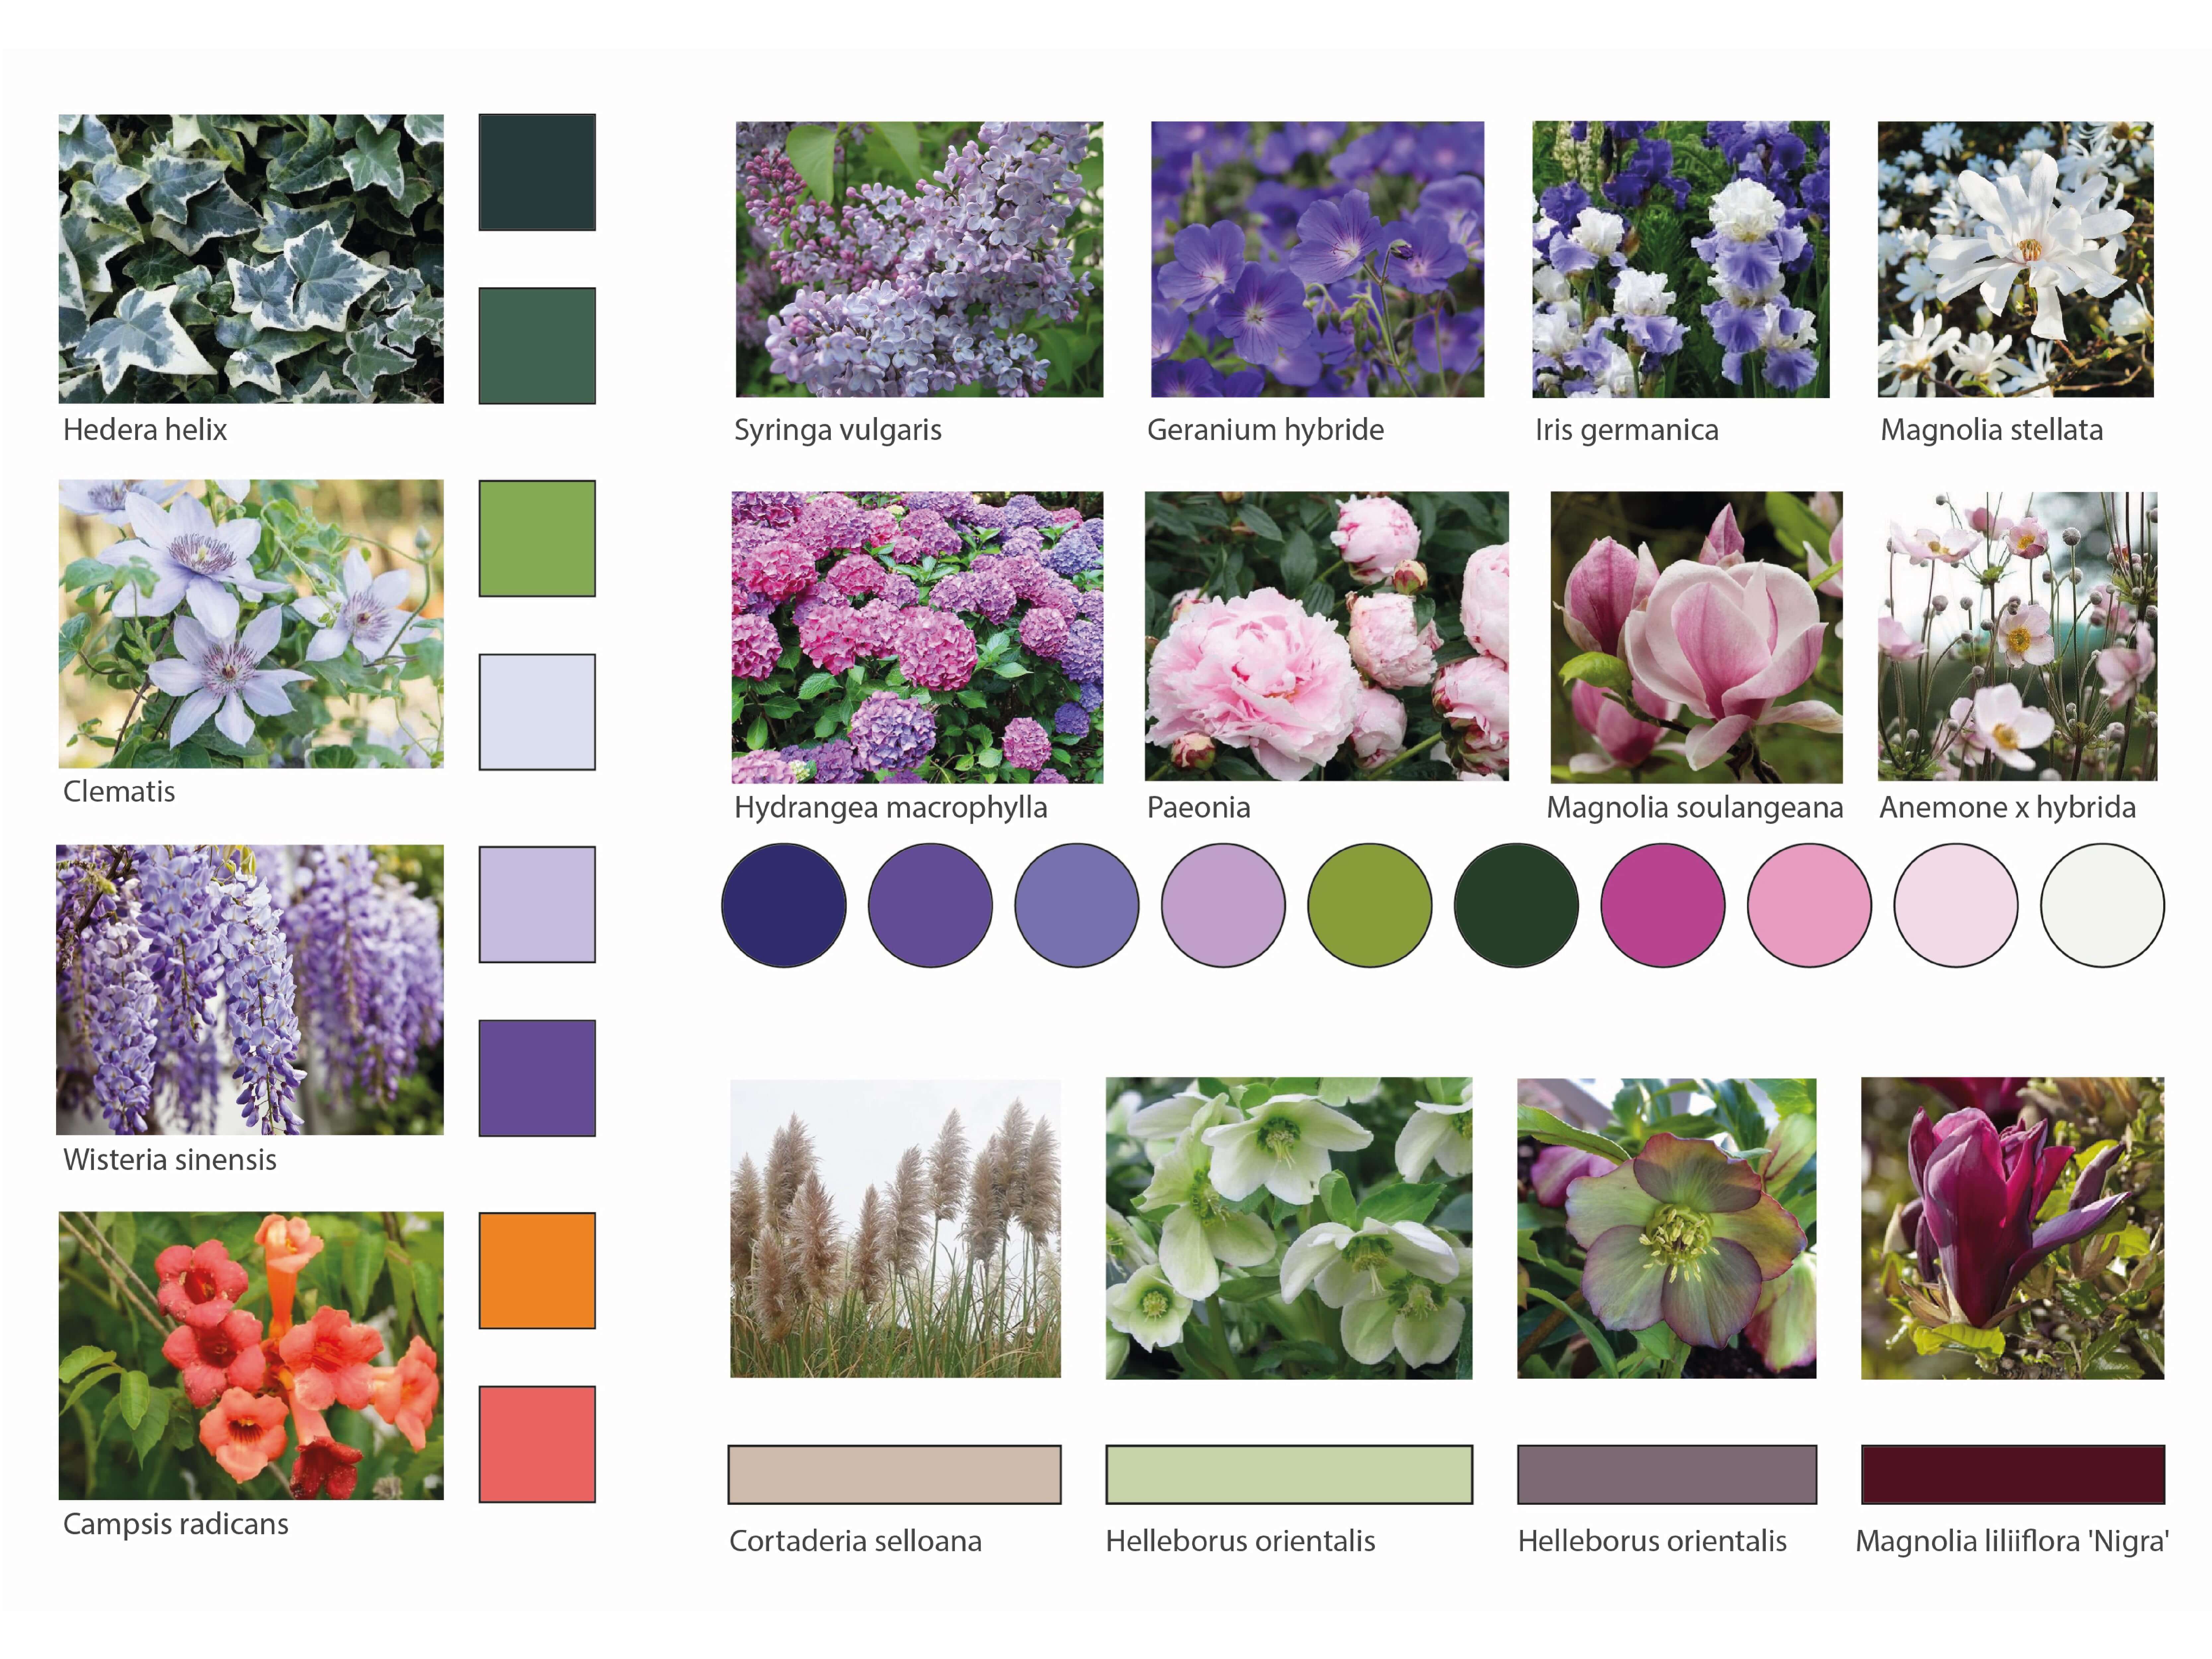 Hedera helix
Clematis
Wisteria sinensis
Campsis radicans
Syringa vulgaris
Geranium hybride
Iris germanica
Magnolia stellata
Hydrangea macrophylla
Paeonia
Magnolia soulangeana
Anemone x hybrida
Cortaderia selloana
Helleborus orientalis
Helleborus orientalis
Magnolia liliiflora 'Nigra'